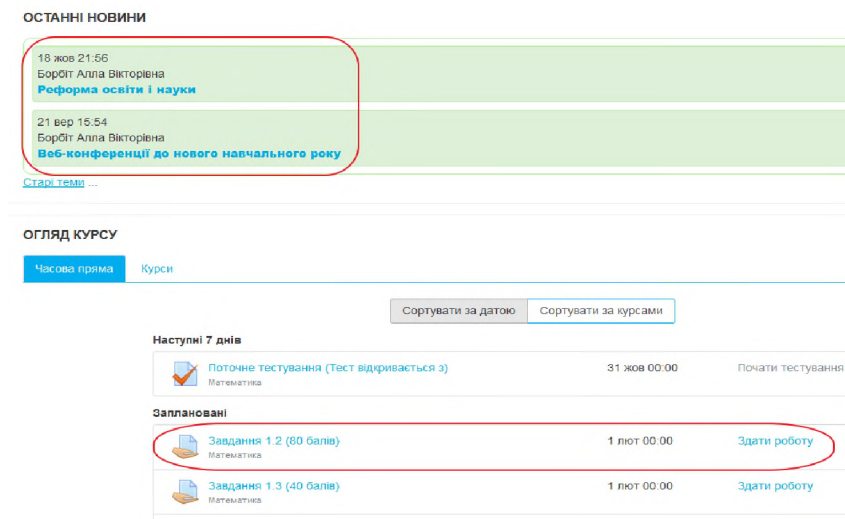 ОСТАННІ НОВИНИ
18 жов 21:56
Борбіт Алла Вікторівна
Реформа освіти і науки
21 вер 15:54
Борбіт Алла Вікторівна
Веб-конференції до нового навчального року
Старі теми ...
ОГЛЯД КУРСУ
Часова пряма Курси
Сортувати за датою Сортувати за курсами
Наступні 7 днів
Поточне тестування (Тест відкривається з) 31 жов 00:00 Почати тестування
Математика
Заплановані
Завдання 1.2 (80 балів) 1 лют 00:00 Здати роботу
Математика
Завдання 1.3 (40 балів) 1 лют 00:00 Здати роботу
Математика